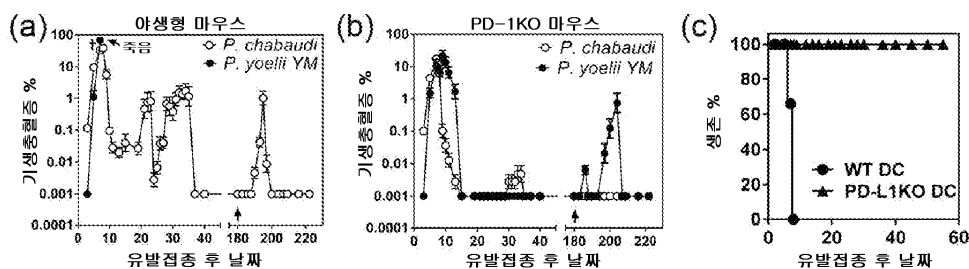 (a) 야생형 마우스
† 죽음
P. chabaudi
P. yoelii YM
기생충혈증 %
100
10
1
0.1
0.01
0.001
0.0001
0 10 20 30 40 180 200 220
유발접종 후 날짜
(b) PD-1KO 마우스
P. chabaudi
P. yoelii YM
기생충혈증 %
100
10
1
0.1
0.01
0.001
0.0001
0 10 20 30 40 180 200 220
유발접종 후 날짜
(c)
생존 %
100
80
60
40
20
0
WT DC
PD-L1KO DC
0 20 40 60
유발접종 후 날짜